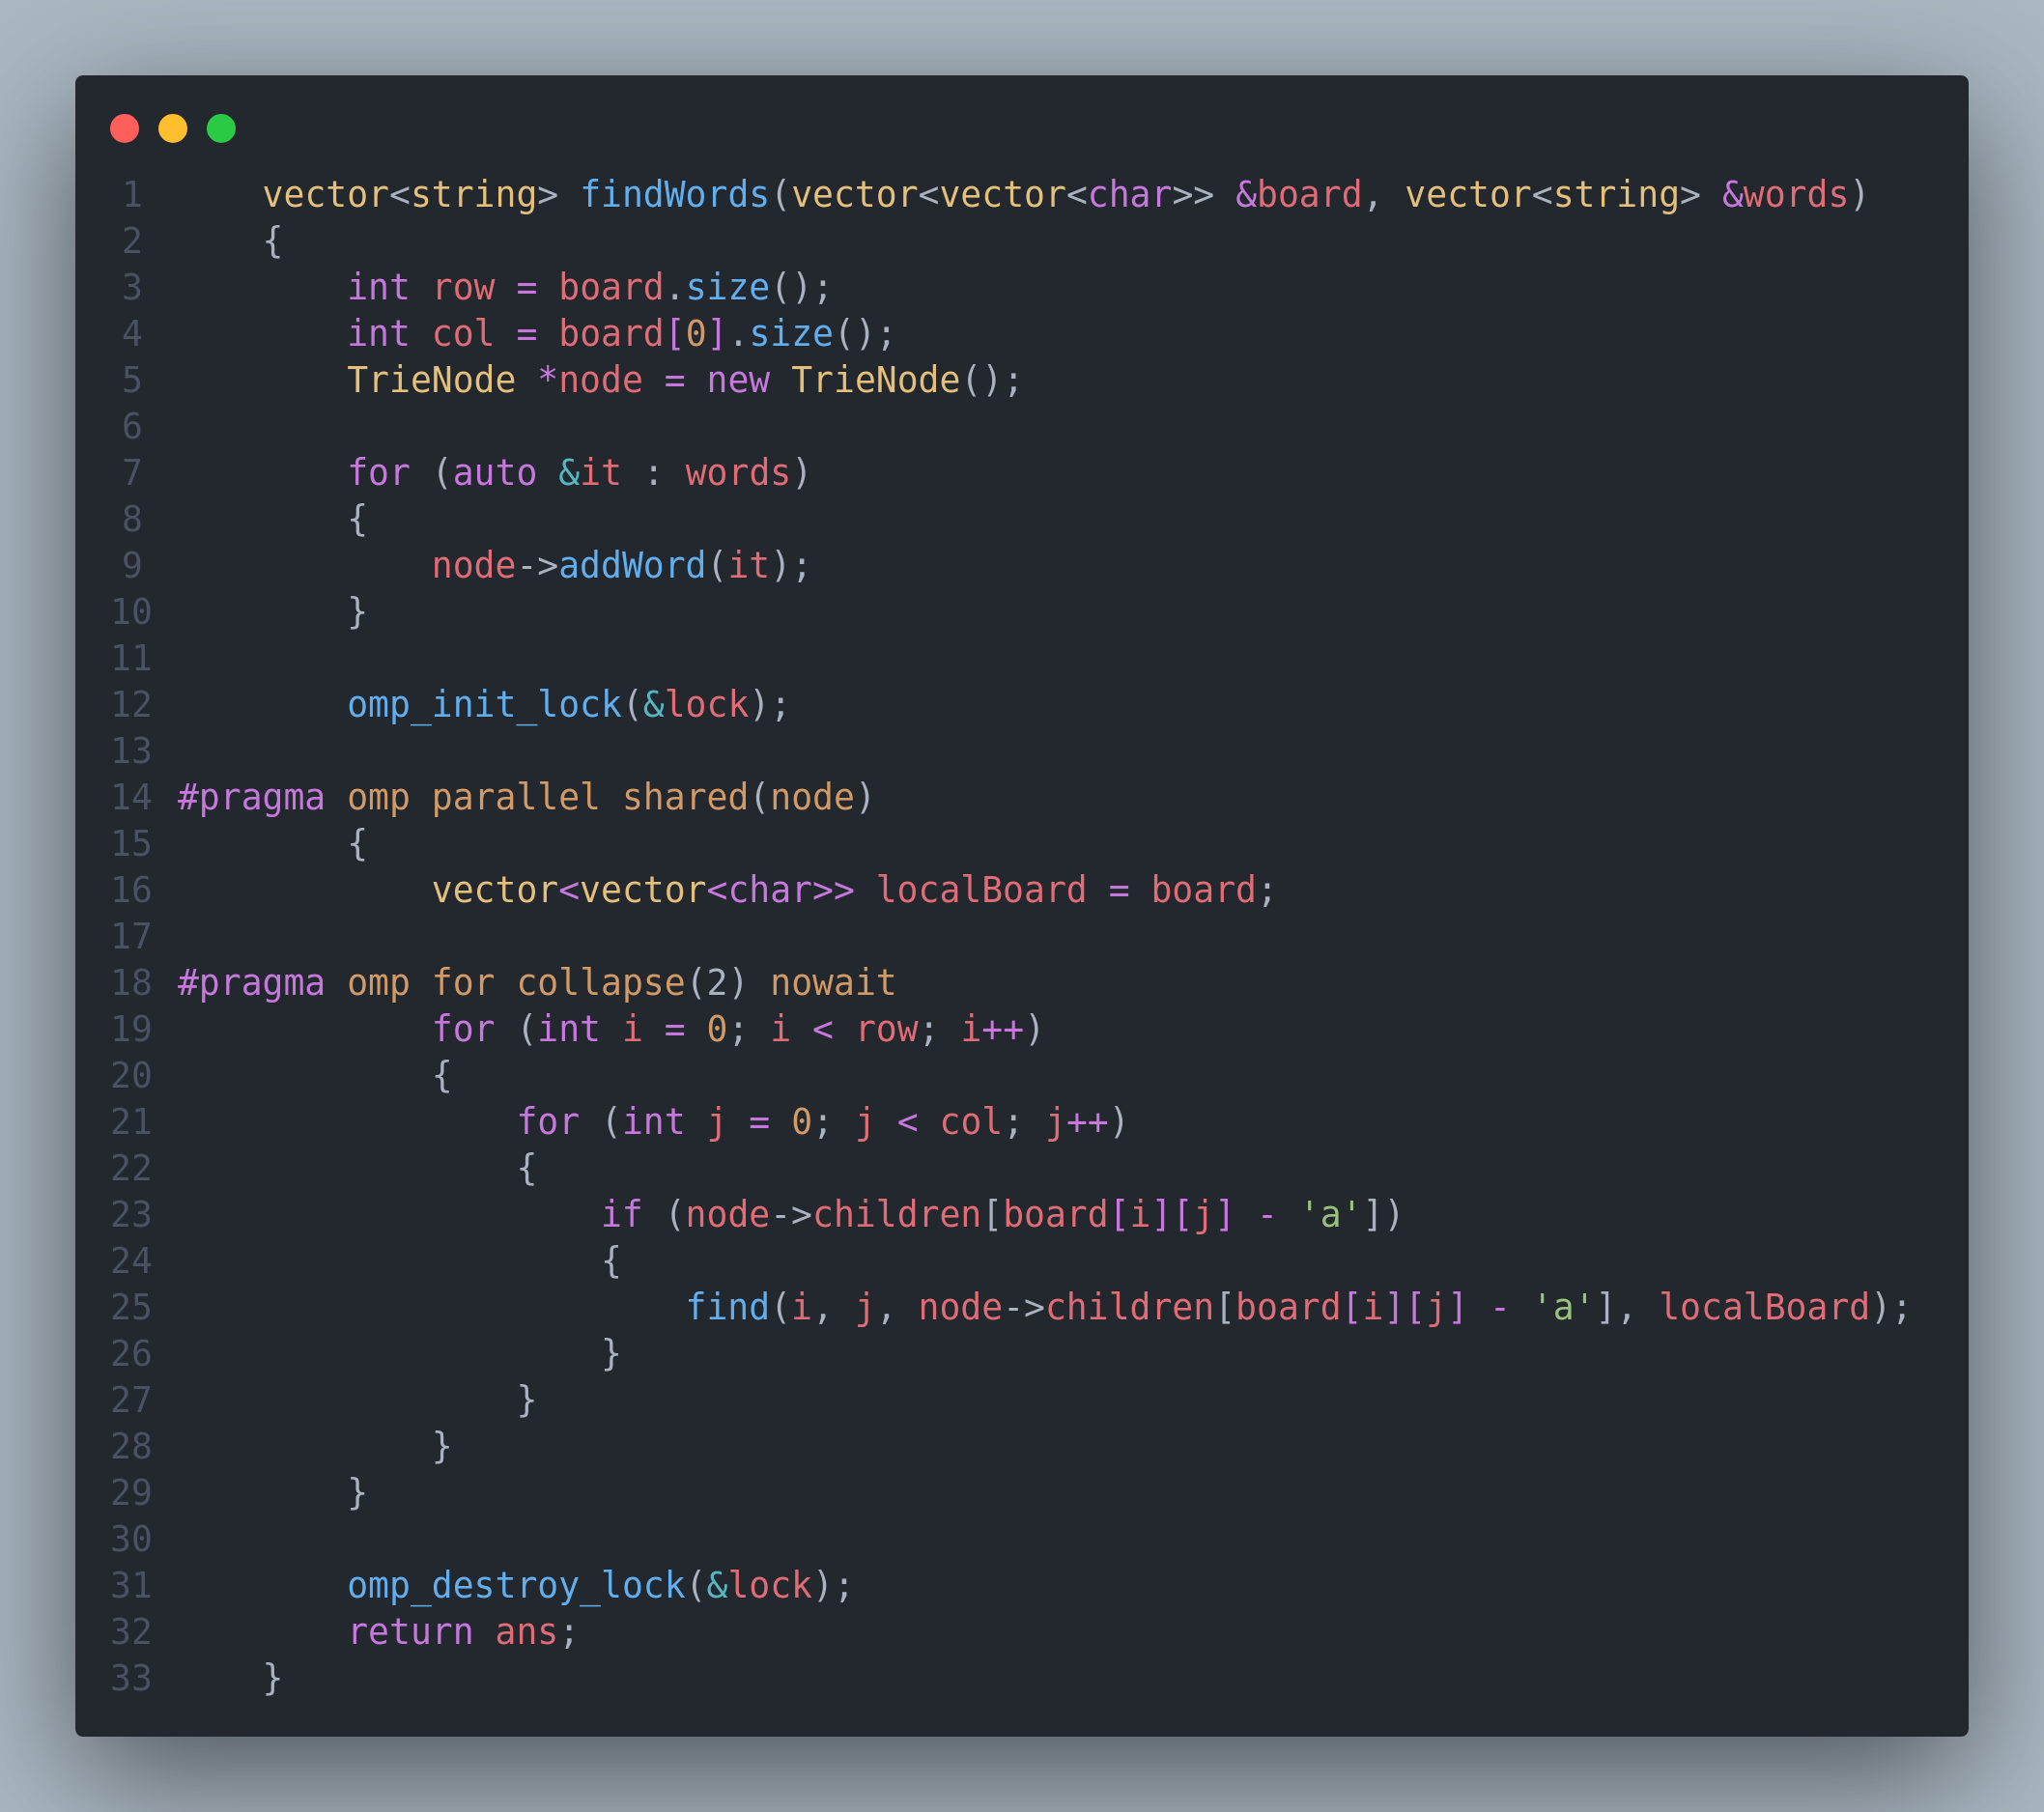 1     vector<string> findWords(vector<vector<char>> &board, vector<string> &words)
2     {
3         int row = board.size();
4         int col = board[0].size();
5         TrieNode *node = new TrieNode();
6
7         for (auto &it : words)
8         {
9             node->addWord(it);
10         }
11
12         omp_init_lock(&lock);
13
14 #pragma omp parallel shared(node)
15         {
16             vector<vector<char>> localBoard = board;
17
18 #pragma omp for collapse(2) nowait
19             for (int i = 0; i < row; i++)
20             {
21                 for (int j = 0; j < col; j++)
22                 {
23                     if (node->children[board[i][j] - 'a'])
24                     {
25                         find(i, j, node->children[board[i][j] - 'a'], localBoard);
26                     }
27                 }
28             }
29         }
30
31         omp_destroy_lock(&lock);
32         return ans;
33     }